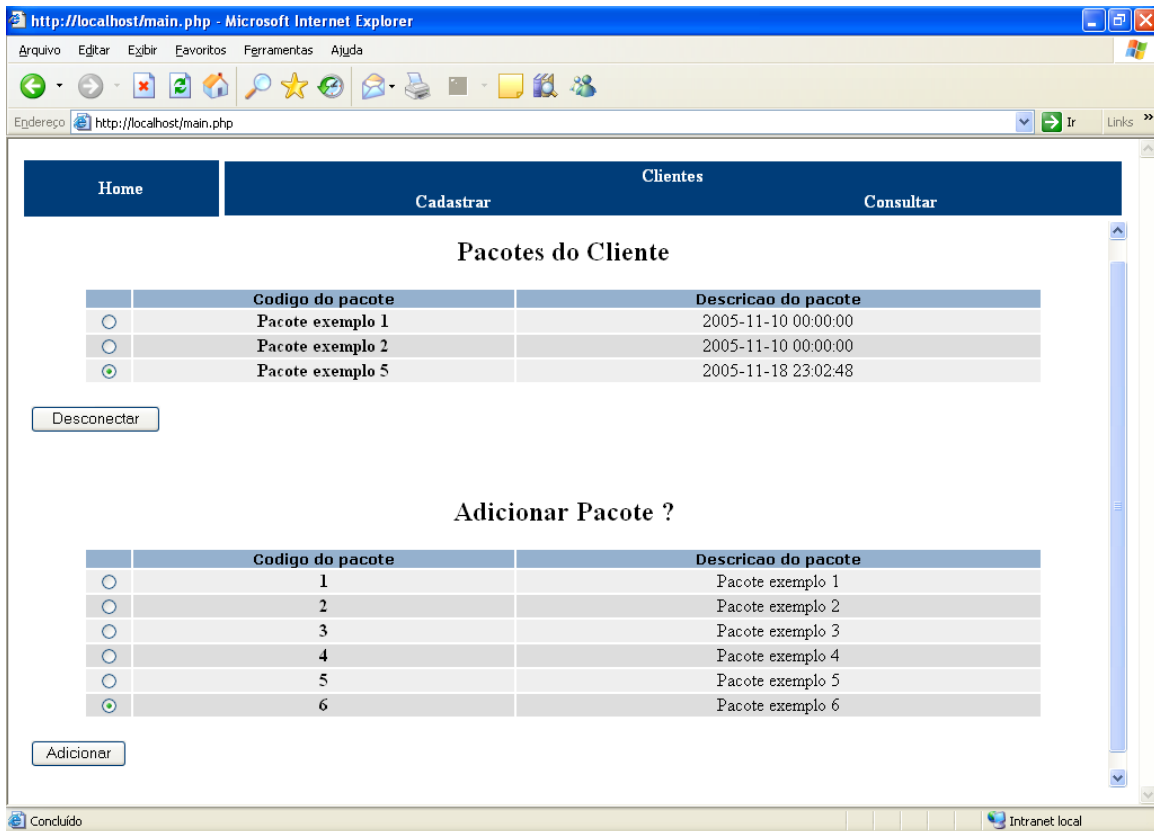 http://localhost/main.php - Microsoft Internet Explorer
Arquivo Editar Exibir Favoritos Ferramentas Ajuda
Endereço http://localhost/main.php Ir Links »
Home
Clientes
Cadastrar Consultar
Pacotes do Cliente
Codigo do pacote Descricao do pacote
Pacote exemplo 1 2005-11-10 00:00:00
Pacote exemplo 2 2005-11-10 00:00:00
Pacote exemplo 5 2005-11-18 23:02:48
Desconectar
Adicionar Pacote ?
Codigo do pacote Descricao do pacote
1 Pacote exemplo 1
2 Pacote exemplo 2
3 Pacote exemplo 3
4 Pacote exemplo 4
5 Pacote exemplo 5
6 Pacote exemplo 6
Adicionar
Concluído Intranet local